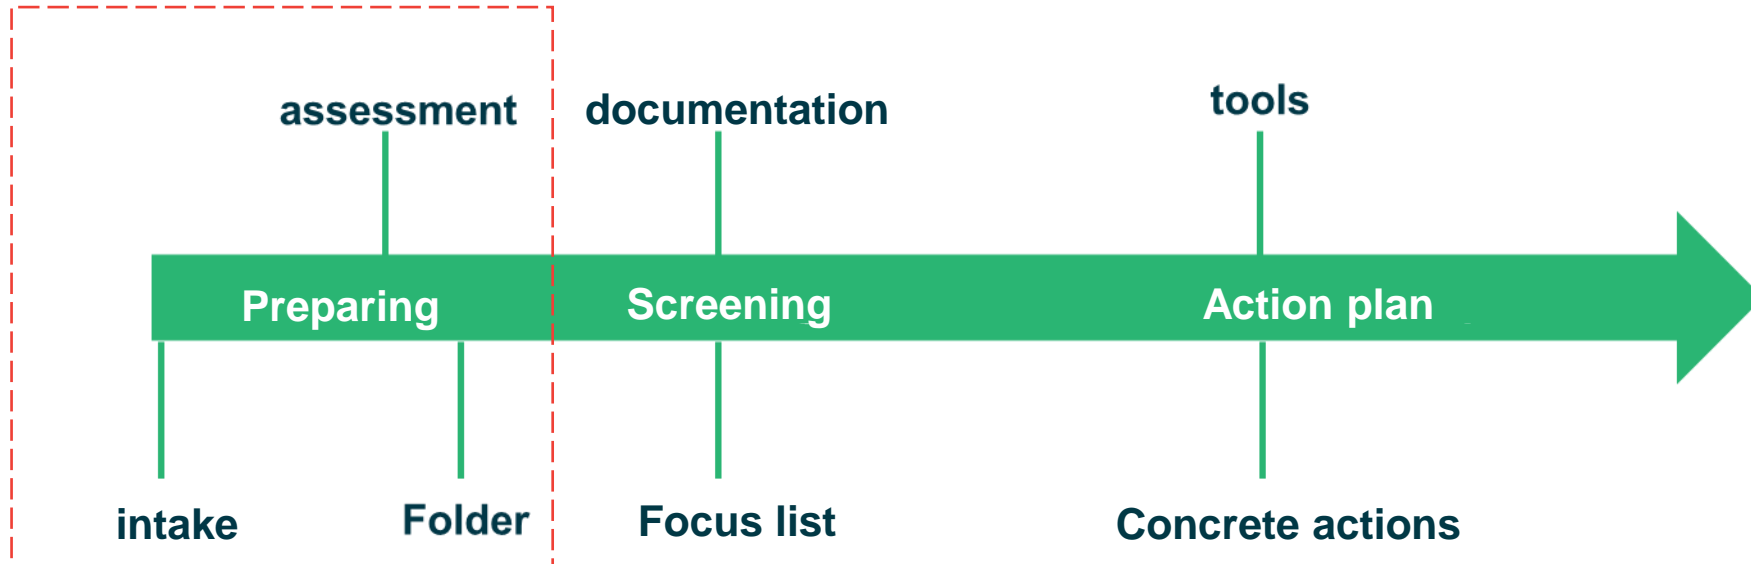 assessment
documentation
tools
Preparing
Screening
Action plan
intake
Folder
Focus list
Concrete actions